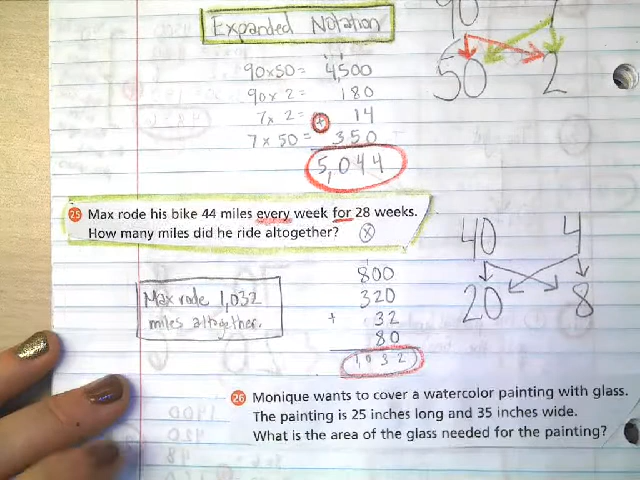 Expanded Notation
90 7
50 2
90 x 50 = 4,500
90 x 2 = 180
7 x 2 = 14
7 x 50 = + 350
5,044
25 Max rode his bike 44 miles every week for 28 weeks.
How many miles did he ride altogether? x
40 4
20 8
800
320
+ 32
80
1032
Max rode 1,032
miles altogether.
26 Monique wants to cover a watercolor painting with glass.
The painting is 25 inches long and 35 inches wide.
What is the area of the glass needed for the painting?